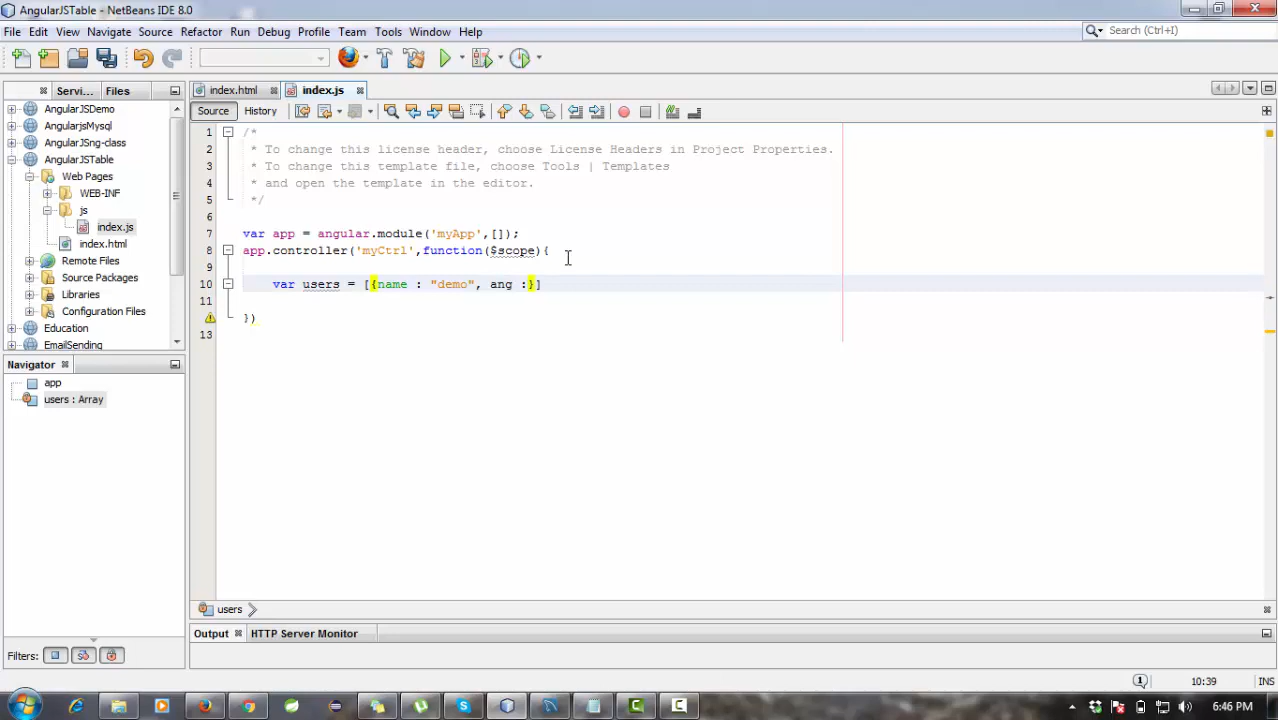 AngularJSTable - NetBeans IDE 8.0
File Edit View Navigate Source Refactor Run Debug Profile Team Tools Window Help
Search (Ctrl+I)
Servi... Files
index.html index.js
Source History
AngularJSDemo
AngularjsMysql
AngularJSng-class
AngularJSTable
Web Pages
WEB-INF
js
index.js
index.html
Remote Files
Source Packages
Libraries
Configuration Files
Education
EmailSending
1 /*
2 * To change this license header, choose License Headers in Project Properties.
3 * To change this template file, choose Tools | Templates
4 * and open the template in the editor.
5 */
6
7 var app = angular.module('myApp',[]);
8 app.controller('myCtrl',function($scope){
9
10 var users = [{name : "demo", ang :}]
11
})
13
Navigator
app
users : Array
Filters:
users
Output HTTP Server Monitor
1
10:39 INS
6:46 PM